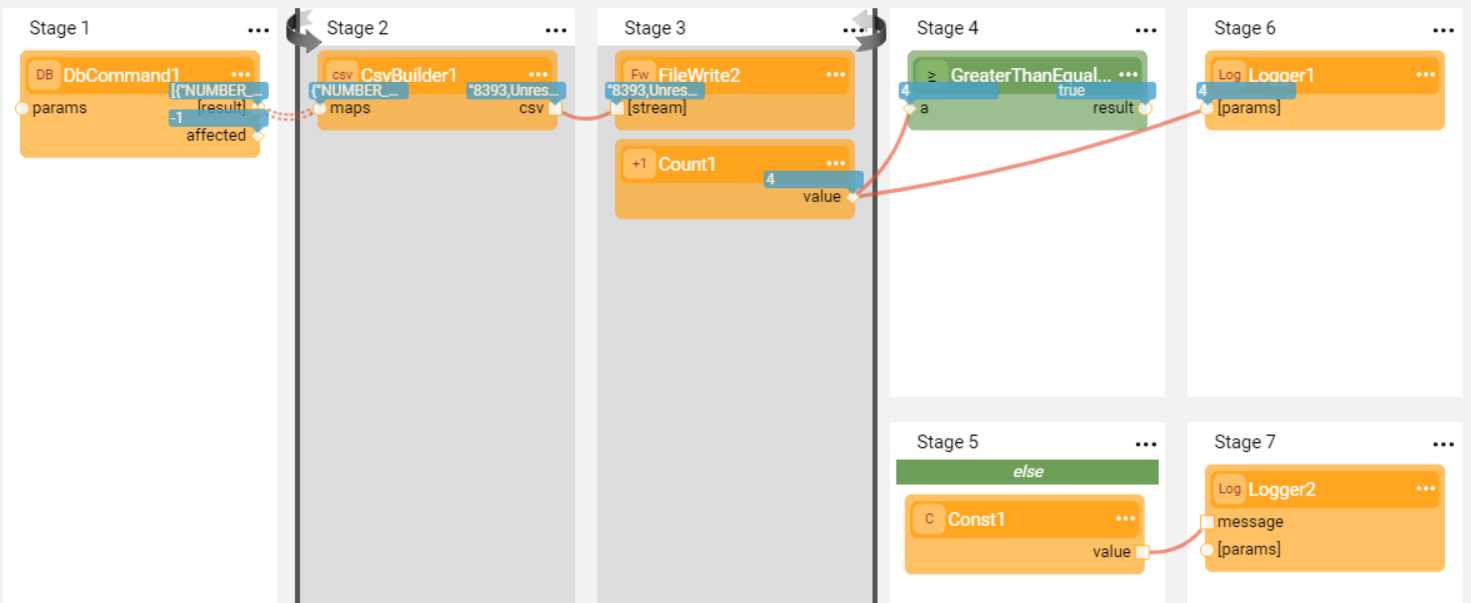 Stage 1
DB DbCommand1
[{"NUMBER_...
params
[result]
-1
affected
Stage 2
csv CsvBuilder1
{"NUMBER_...
"8393,Unres...
maps
csv
Stage 3
Fw FileWrite2
"8393,Unres...
[stream]
+1 Count1
4
value
Stage 4
≥ GreaterThanEqual...
4
true
a
result
Stage 6
Log Logger1
4
[params]
Stage 5
else
C Const1
value
Stage 7
Log Logger2
message
[params]